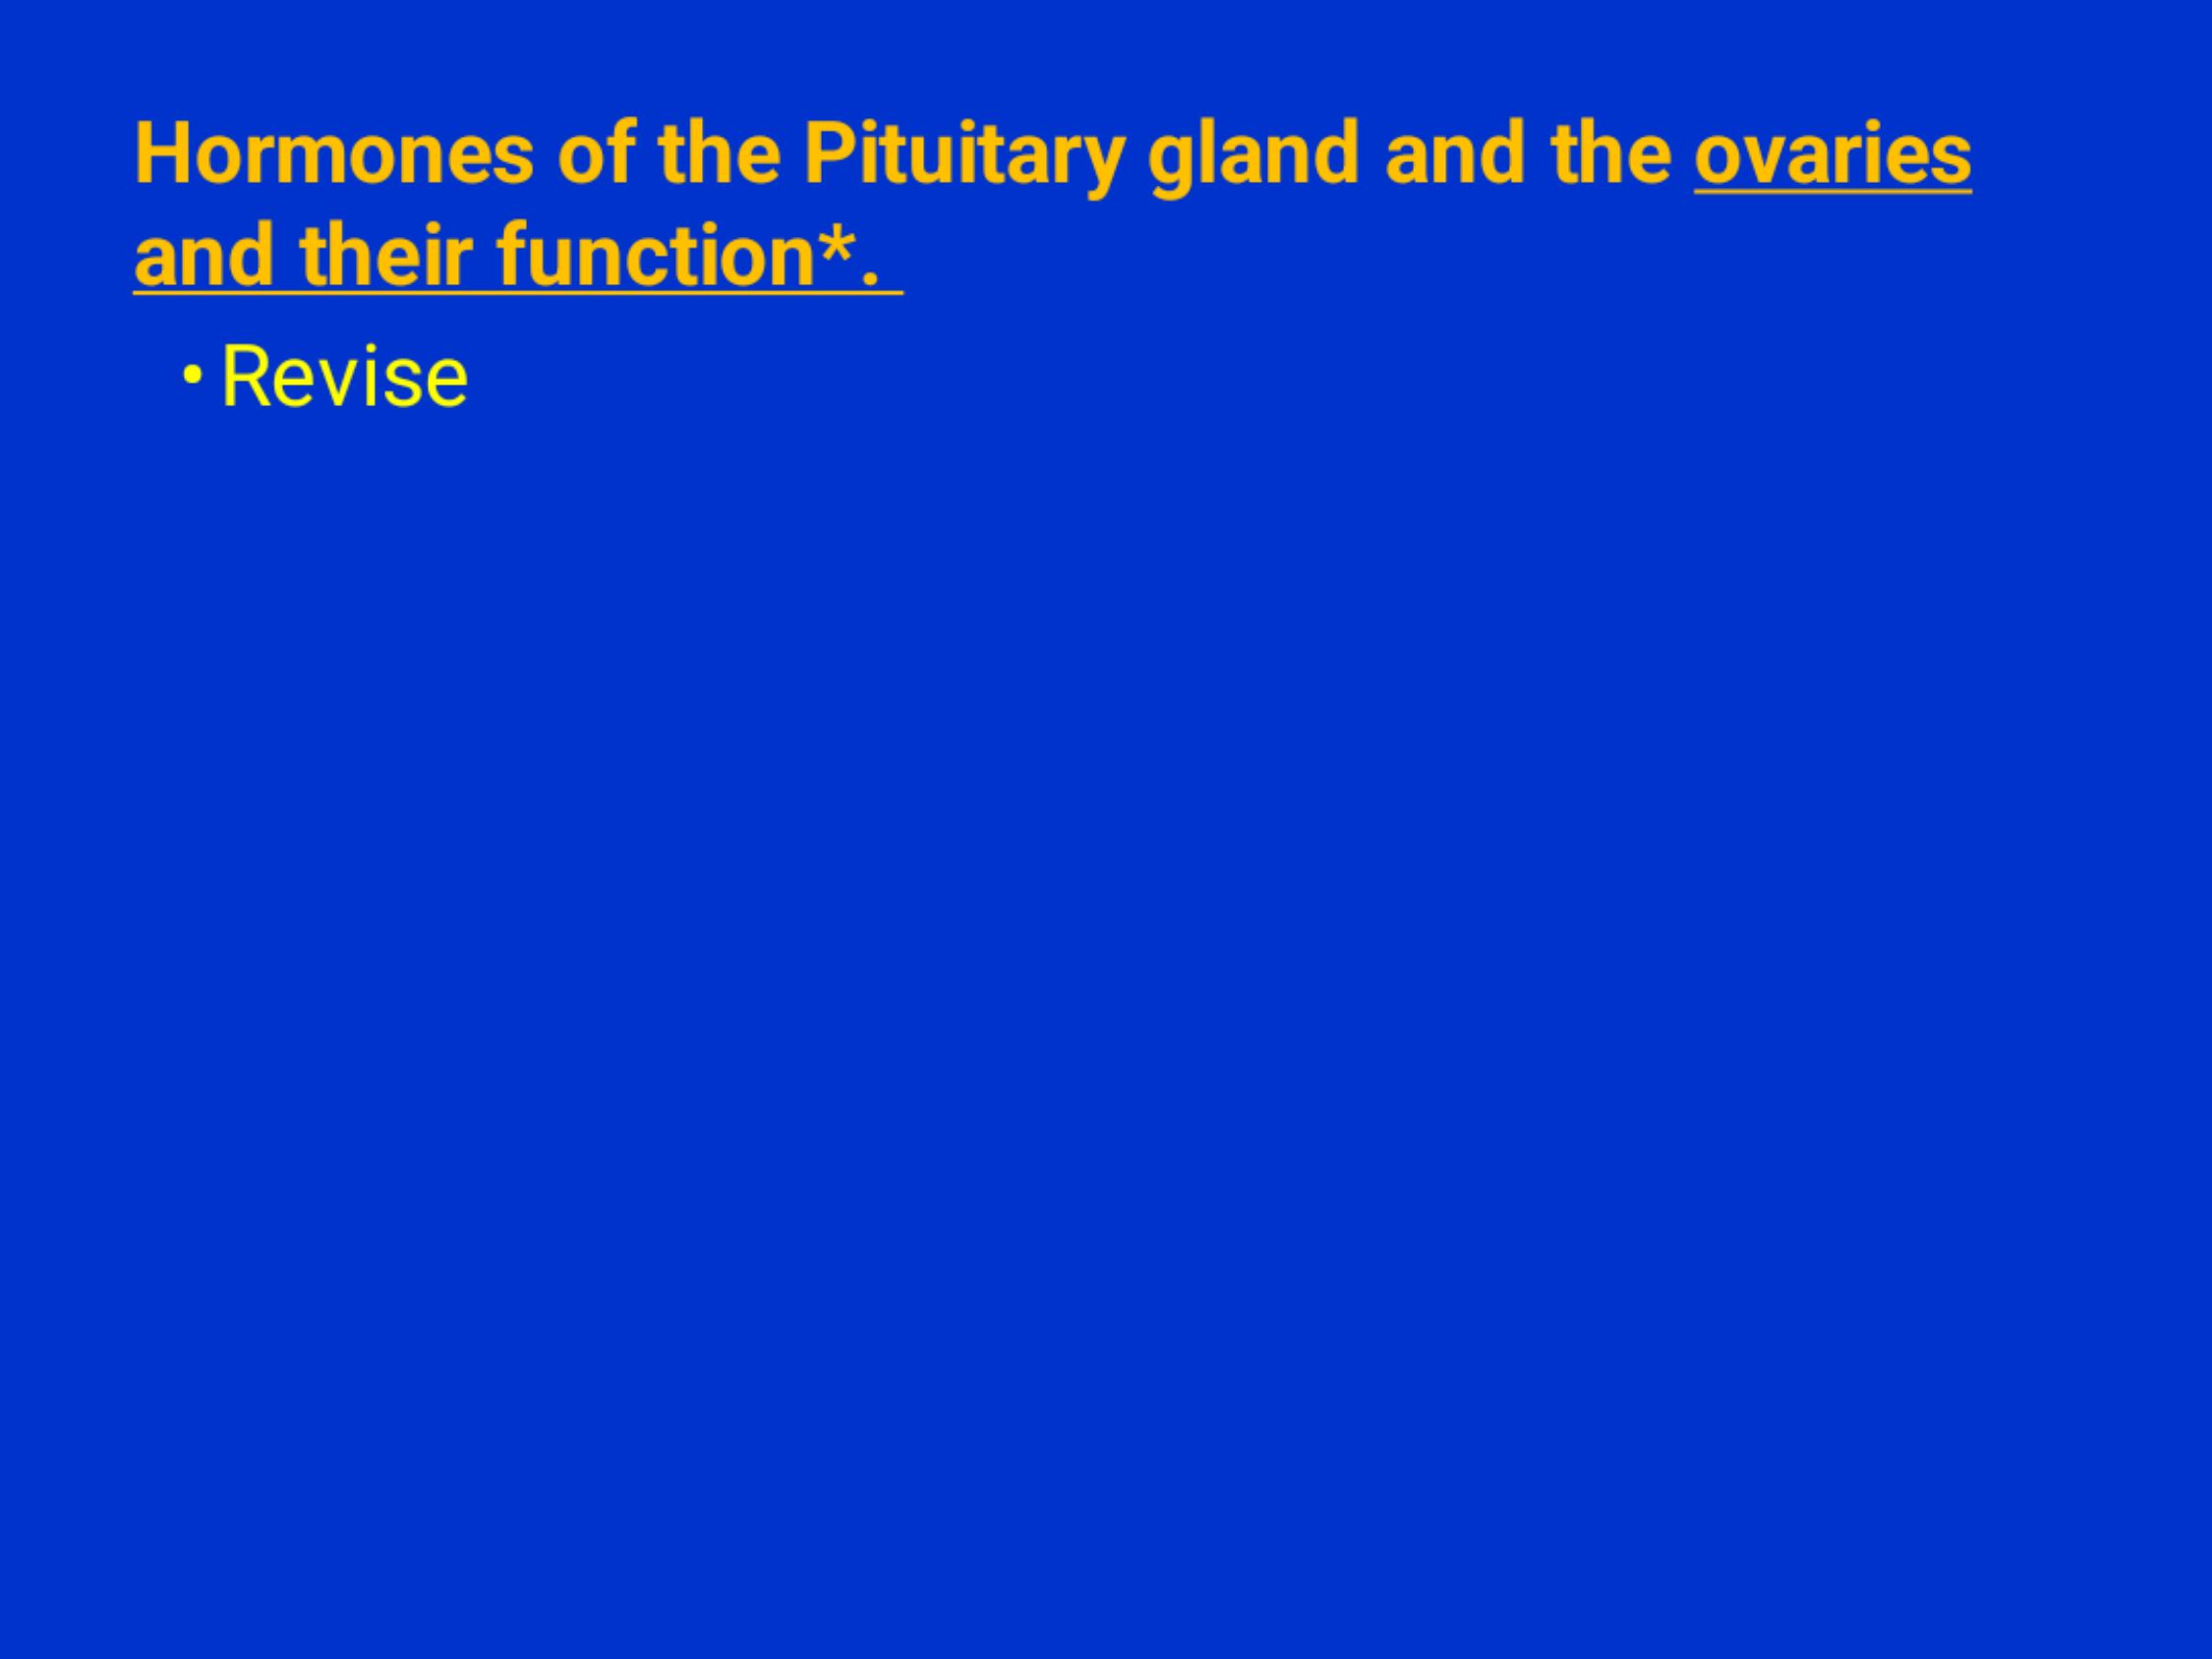 Hormones of the Pituitary gland and the ovaries
and their function*.
• Revise